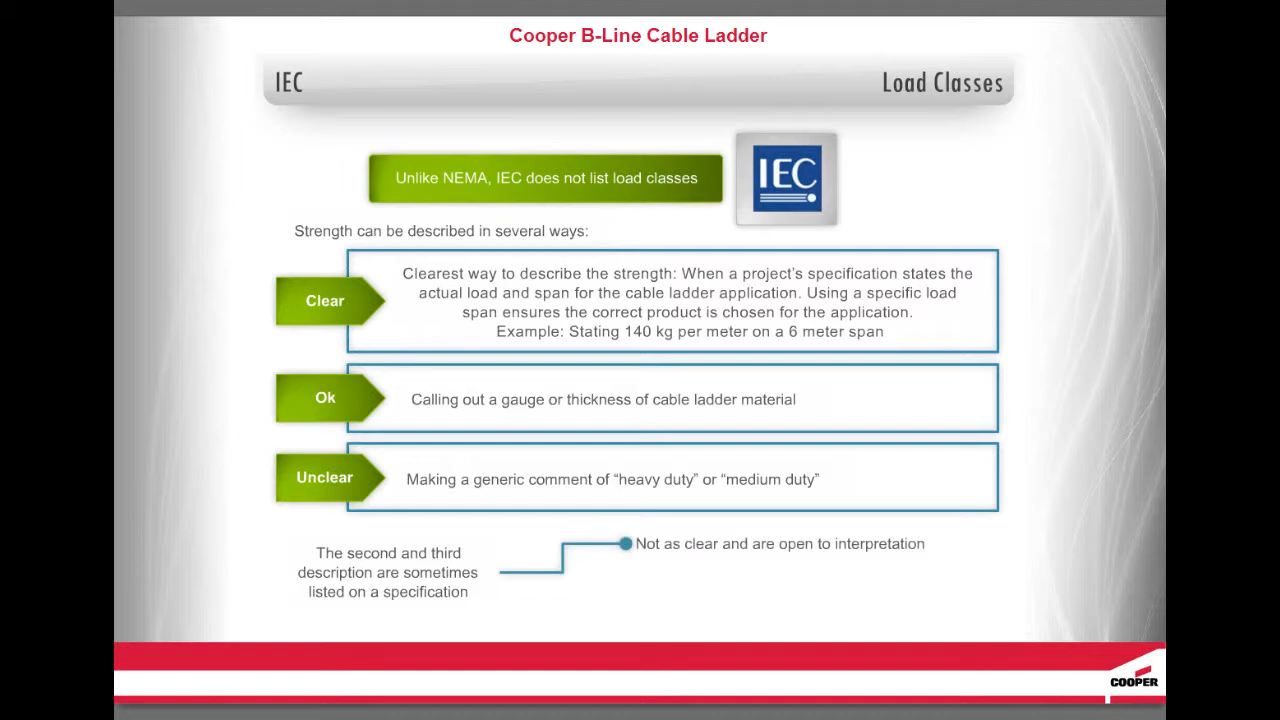 Cooper B-Line Cable Ladder
IEC
Load Classes
Unlike NEMA, IEC does not list load classes
IEC
Strength can be described in several ways:
Clear
Clearest way to describe the strength: When a project's specification states the
actual load and span for the cable ladder application. Using a specific load
span ensures the correct product is chosen for the application.
Example: Stating 140 kg per meter on a 6 meter span
Ok
Calling out a gauge or thickness of cable ladder material
Unclear
Making a generic comment of “heavy duty” or “medium duty”
The second and third
description are sometimes
listed on a specification
Not as clear and are open to interpretation
COOPER